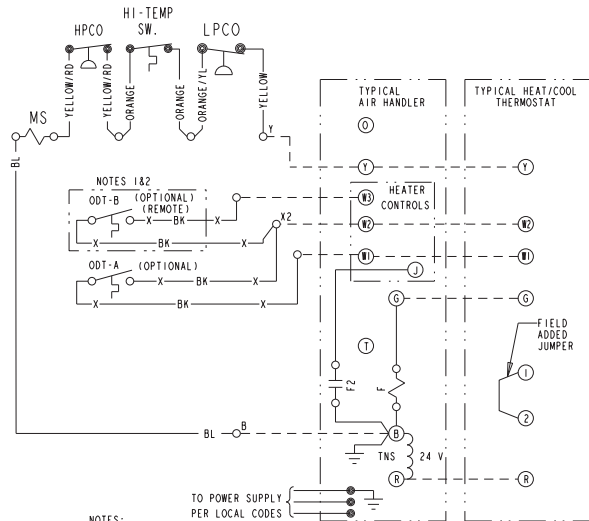 HI-TEMP
SW.
HPCO
LPCO
YELLOW/RD
YELLOW/RD
ORANGE
ORANGE
ORANGE/YL
YELLOW
MS
Y
BL
TYPICAL
AIR HANDLER
TYPICAL HEAT/COOL
THERMOSTAT
O
Y
Y
NOTES 1&2
ODT-B
(OPTIONAL)
(REMOTE)
X BK X
X BK X
X2
W3
HEATER
CONTROLS
W2
W2
ODT-A (OPTIONAL)
X BK X
X BK X
W1
W1
J
G
G
FIELD
ADDED
JUMPER
T
1
2
F2
F
BL
B
B
TNS
24 V
R
R
TO POWER SUPPLY
PER LOCAL CODES
NOTES: